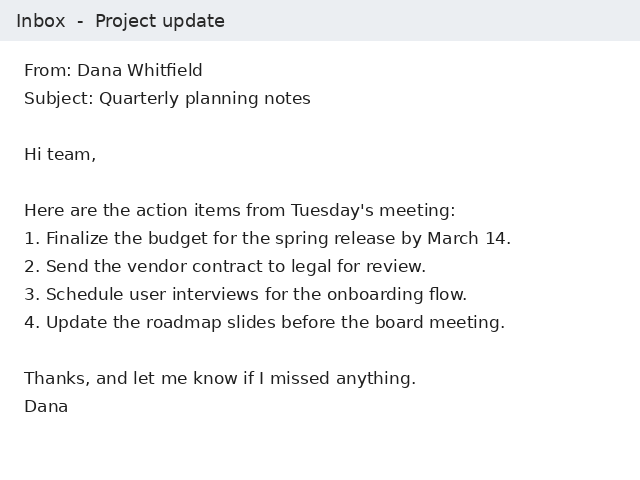 Inbox  -  Project update
From: Dana Whitfield
Subject: Quarterly planning notes
Hi team,
Here are the action items from Tuesday's meeting:
1. Finalize the budget for the spring release by March 14.
2. Send the vendor contract to legal for review.
3. Schedule user interviews for the onboarding flow.
4. Update the roadmap slides before the board meeting.
Thanks, and let me know if I missed anything.
Dana